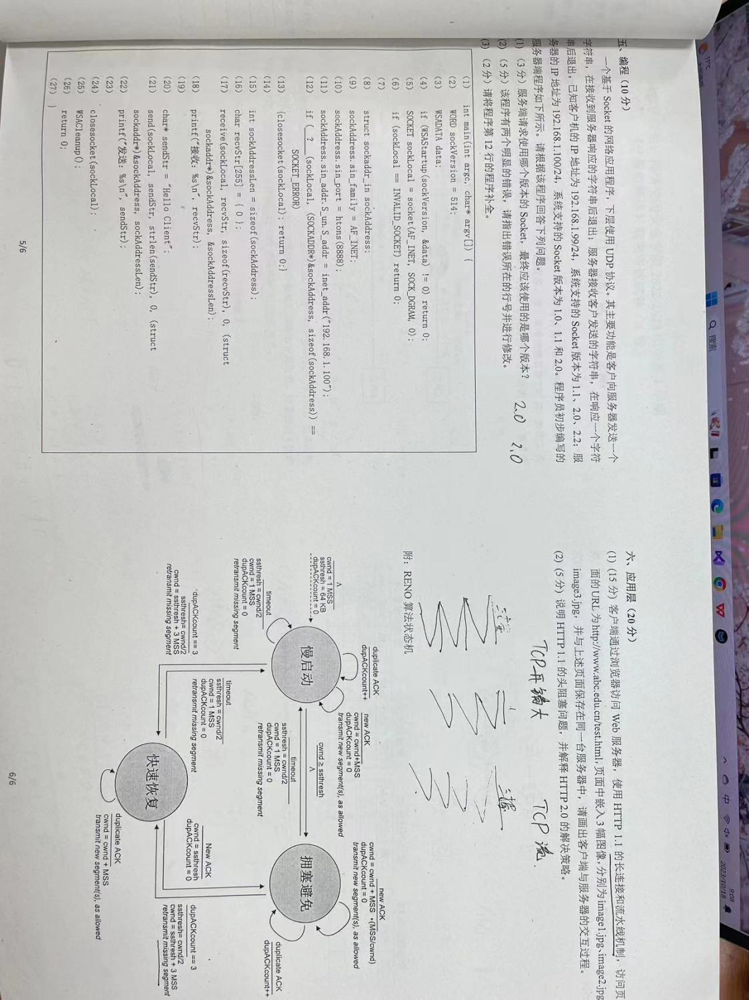 五、编程（10 分）
一个基于 Socket 的网络应用程序，下层使用 UDP 协议。其主要功能是客户向服务器发送一个
字符串，在接收到服务器响应的字符串后退出；服务器接收客户发送的字符串，在响应一个字符
串后退出。已知客户机的 IP 地址为 192.168.1.99/24，系统支持的 Socket 版本为 1.1、2.0、2.2；服
务器的 IP 地址为 192.168.1.100/24，系统支持的 Socket 版本为 1.0、1.1 和 2.0。程序员初步编写的
服务器端程序如下所示。请根据该程序回答下列问题。
（1）（3 分）服务端请求使用哪个版本的 Socket，最终应该使用的是哪个版本？ 2.0 2.0
（2）（5 分）该程序有两个明显的错误，请指出错误所在的行号并进行修改。
（3）（2 分）请将程序第 12 行的程序补全。
(1) int main(int argc, char* argv[]) {
(2) WORD sockVersion = 514;
(3) WSADATA data;
(4) if (WSAStartup(sockVersion, &data) != 0) return 0;
(5) SOCKET sockLocal = socket(AF_INET, SOCK_DGRAM, 0);
(6) if (sockLocal == INVALID_SOCKET) return 0;
(7)
(8) struct sockaddr_in sockAddress;
(9) sockAddress.sin_family = AF_INET;
(10) sockAddress.sin_port = htons(8888);
(11) sockAddress.sin_addr.S_un.S_addr = inet_addr("192.168.1.100");
(12) if (__?__(sockLocal, (SOCKADDR*)&sockAddress, sizeof(sockAddress)) ==
SOCKET_ERROR)
(13) {closesocket(sockLocal); return 0;}
(14)
(15) int sockAddressLen = sizeof(sockAddress);
(16) char recvStr[255] = { 0 };
(17) receive(sockLocal, recvStr, sizeof(recvStr), 0, (struct
sockaddr*)&sockAddress, &sockAddressLen);
(18) printf("接收: %s\n", recvStr);
(19)
(20) char* sendStr = "Hello Client";
(21) send(sockLocal, sendStr, strlen(sendStr), 0, (struct
sockaddr*)&sockAddress, sockAddressLen);
(22) printf("发送: %s\n", sendStr);
(23)
(24) closesocket(sockLocal);
(25) WSACleanup();
(26) return 0;
(27) }
5/6
六、应用层（20 分）
(1)（15 分）客户端通过浏览器访问 Web 服务器，使用 HTTP 1.1 的长连接和流水线机制，访问页
面的 URL 为 http://www.abc.edu.cn/test.html，页面中嵌入 3 幅图像，分别为 image1.jpg、image2.jpg
image3.jpg，并与上述页面保存在同一台服务器中，请画出客户端与服务器的交互过程。
(2)（5 分）说明 HTTP 1.1 的头阻塞问题，并解释 HTTP 2.0 的解决策略。
TCP开销大 TCP流.
附：RENO 算法状态机
Λ
cwnd = 1 MSS
ssthresh = 64 KB
dupACKcount = 0
duplicate ACK
dupACKcount++
new ACK
cwnd = cwnd+MSS
dupACKcount = 0
transmit new segment(s), as allowed
cwnd ≥ ssthresh
Λ
new ACK
cwnd = cwnd + MSS •(MSS/cwnd)
dupACKcount = 0
transmit new segment(s), as allowed
慢启动
拥塞避免
timeout
ssthresh = cwnd/2
cwnd = 1 MSS
dupACKcount = 0
retransmit missing segment
timeout
ssthresh = cwnd/2
cwnd = 1 MSS
dupACKcount = 0
retransmit missing segment
duplicate ACK
dupACKcount++
timeout
ssthresh = cwnd/2
cwnd = 1 MSS
dupACKcount = 0
retransmit missing segment
dupACKcount == 3
ssthresh= cwnd/2
cwnd = ssthresh + 3 MSS
retransmit missing segment
New ACK
cwnd = ssthresh
dupACKcount = 0
dupACKcount == 3
ssthresh= cwnd/2
cwnd = ssthresh + 3 MSS
retransmit missing segment
快速恢复
duplicate ACK
cwnd = cwnd + MSS
transmit new segment(s), as allowed
6/6
搜索
中
9:08
2023/10/18